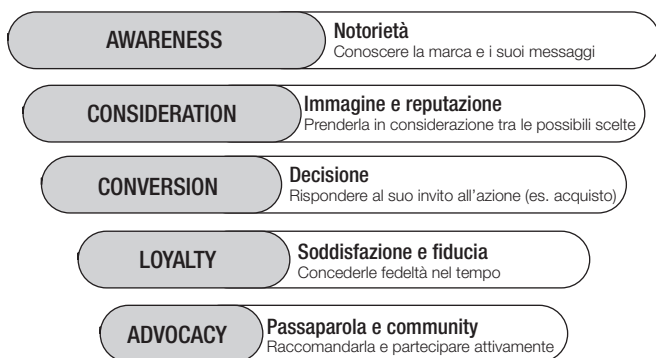 AWARENESS
Notorietà
Conoscere la marca e i suoi messaggi
CONSIDERATION
Immagine e reputazione
Prenderla in considerazione tra le possibili scelte
CONVERSION
Decisione
Rispondere al suo invito all'azione (es. acquisto)
LOYALTY
Soddisfazione e fiducia
Concederle fedeltà nel tempo
ADVOCACY
Passaparola e community
Raccomandarla e partecipare attivamente